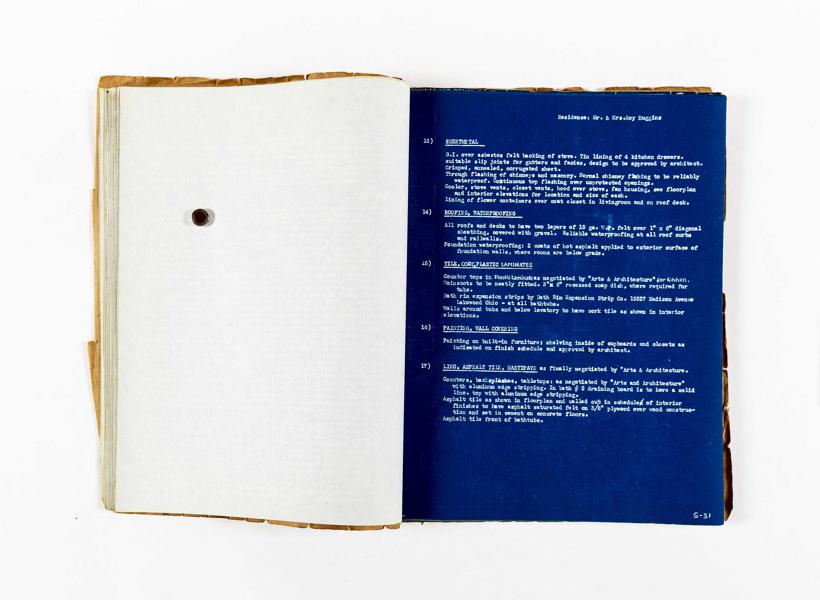 Residence: Mr. & Mrs.Roy Huggins
13) SHEETMETAL
G.I. over asbestos felt backing of stove. Tin lining of 4 kitchen drawers.
suitable slip joints for gutters and facias, design to be approved by architect.
Crimped, annealed, corrugated sheet.
Through flashing of chimneys and masonry. Normal chimney flashing to be reliably
waterproof. Continuous top flashing over unprotected openings.
Cooler, stove vents, closet vents, hood over stove, fan housing, see floorplan
and interior elevations for location and size of each.
lining of flower containers over coat closet in livingroom and on roof deck.
14) ROOFING, WATERPROOFING
All roofs and decks to have two layers of 15 ga. felt over 1" x 6" diagonal
sheathing, covered with gravel. Reliable waterproofing at all roof curbs
and railwalls.
Foundation waterproofing: 2 coats of hot asphalt applied to exterior surface of
foundation walls, where rooms are below grade.
15) TILE, PLASTIC LAMINATES
Counter tops in Plastic laminate as negotiated by "Arts & Architecture" for kitchen.
Wainscots to be neatly fitted. 3"x 6" recessed soap dish, where required for
tubs.
Bath rim expansion strips by Bath Rim Expansion Strip Co. 15527 Madison Avenue
Lakewood Ohio - at all bathtubs.
Walls around tubs and below lavatory to have cork tile as shown in interior
elevations.
16) PAINTING, WALL COVERING
Painting on built-in furniture; shelving inside of cupboards and closets as
indicated on finish schedule and approved by architect.
17) LINO, ASPHALT TILE, MASTIPAVE as finally negotiated by "Arts & Architecture.
Counters, backsplashes, tabletops: as negotiated by "Arts and Architecture"
with aluminum edge stripping. In bath # 2 draining board is to have a solid
lino. top with aluminum edge stripping.
Asphalt tile as shown in floorplan and called out in schedule of interior
finishes to have asphalt saturated felt on 3/8" plywood over wood construc-
tion and set in cement on concrete floors.
Asphalt tile front of bathtubs.
S-31